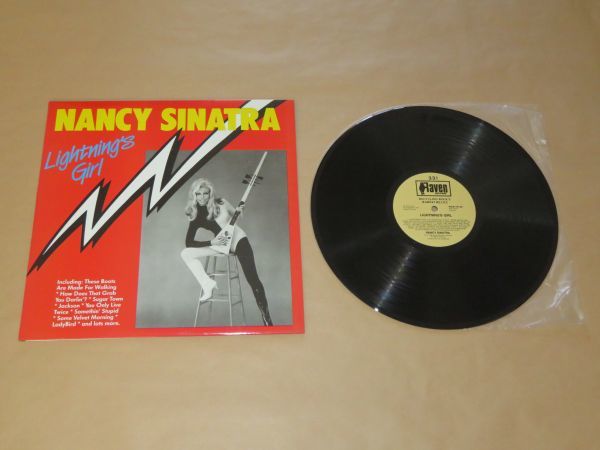 NANCY SINATRA
Lightning's
Girl
Including: These Boots
Are Made For Walking
* How Does That Grab
You Darlin'? * Sugar Town
* Jackson * You Only Live
Twice * Somethin' Stupid
* Some Velvet Morning *
LadyBird * and lots more.
331
Raven
LIGHTNING'S GIRL
NANCY SINATRA